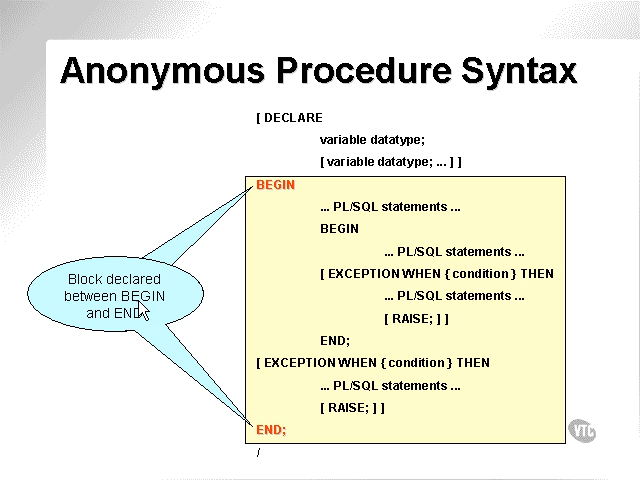 Anonymous Procedure Syntax
[ DECLARE
variable datatype;
[ variable datatype; ... ] ]
BEGIN
... PL/SQL statements ...
BEGIN
... PL/SQL statements ...
[ EXCEPTION WHEN { condition } THEN
... PL/SQL statements ...
[ RAISE; ] ]
END;
[ EXCEPTION WHEN { condition } THEN
... PL/SQL statements ...
[ RAISE; ] ]
END;
/
Block declared
between BEGIN
and END
VTC